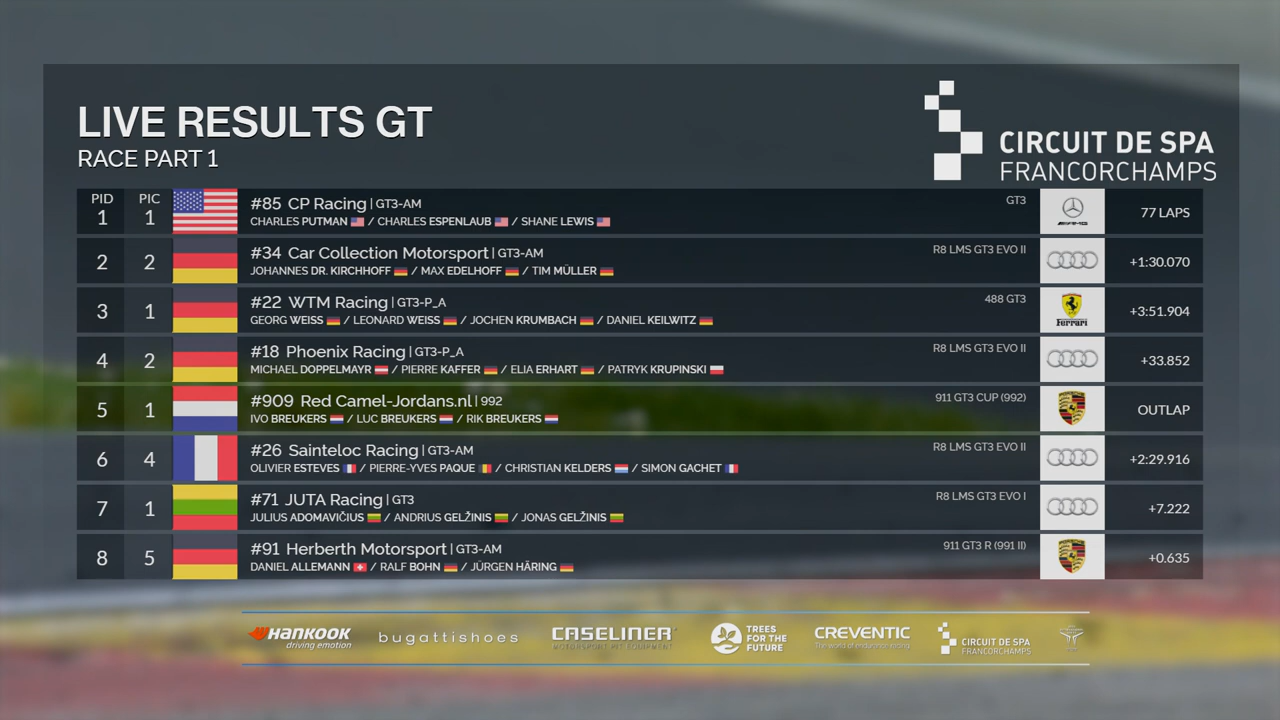 LIVE RESULTS GT
RACE PART 1
CIRCUIT DE SPA
FRANCORCHAMPS
PID PIC
1 1 #85 CP Racing | GT3-AM GT3 77 LAPS
CHARLES PUTMAN / CHARLES ESPENLAUB / SHANE LEWIS
2 2 #34 Car Collection Motorsport | GT3-AM R8 LMS GT3 EVO II +1:30.070
JOHANNES DR. KIRCHHOFF / MAX EDELHOFF / TIM MÜLLER
3 1 #22 WTM Racing | GT3-P_A 488 GT3 Ferrari +3:51.904
GEORG WEISS / LEONARD WEISS / JOCHEN KRUMBACH / DANIEL KEILWITZ
4 2 #18 Phoenix Racing | GT3-P_A R8 LMS GT3 EVO II +33.852
MICHAEL DOPPELMAYR / PIERRE KAFFER / ELIA ERHART / PATRYK KRUPINSKI
5 1 #909 Red Camel-Jordans.nl | 992 911 GT3 CUP (992) OUTLAP
IVO BREUKERS / LUC BREUKERS / RIK BREUKERS
6 4 #26 Sainteloc Racing | GT3-AM R8 LMS GT3 EVO II +2:29.916
OLIVIER ESTEVES / PIERRE-YVES PAQUE / CHRISTIAN KELDERS / SIMON GACHET
7 1 #71 JUTA Racing | GT3 R8 LMS GT3 EVO I +7.222
JULIUS ADOMAVIČIUS / ANDRIUS GELŽINIS / JONAS GELŽINIS
8 5 #91 Herberth Motorsport | GT3-AM 911 GT3 R (991 II) +0.635
DANIEL ALLEMANN / RALF BOHN / JÜRGEN HÄRING
HANKOOK
driving emotion
bugattishoes
CASELINER
MOTORSPORT PIT EQUIPMENT
TREES
FOR THE
FUTURE
CREVENTIC
The world of endurance racing
CIRCUIT DE SPA
FRANCORCHAMPS